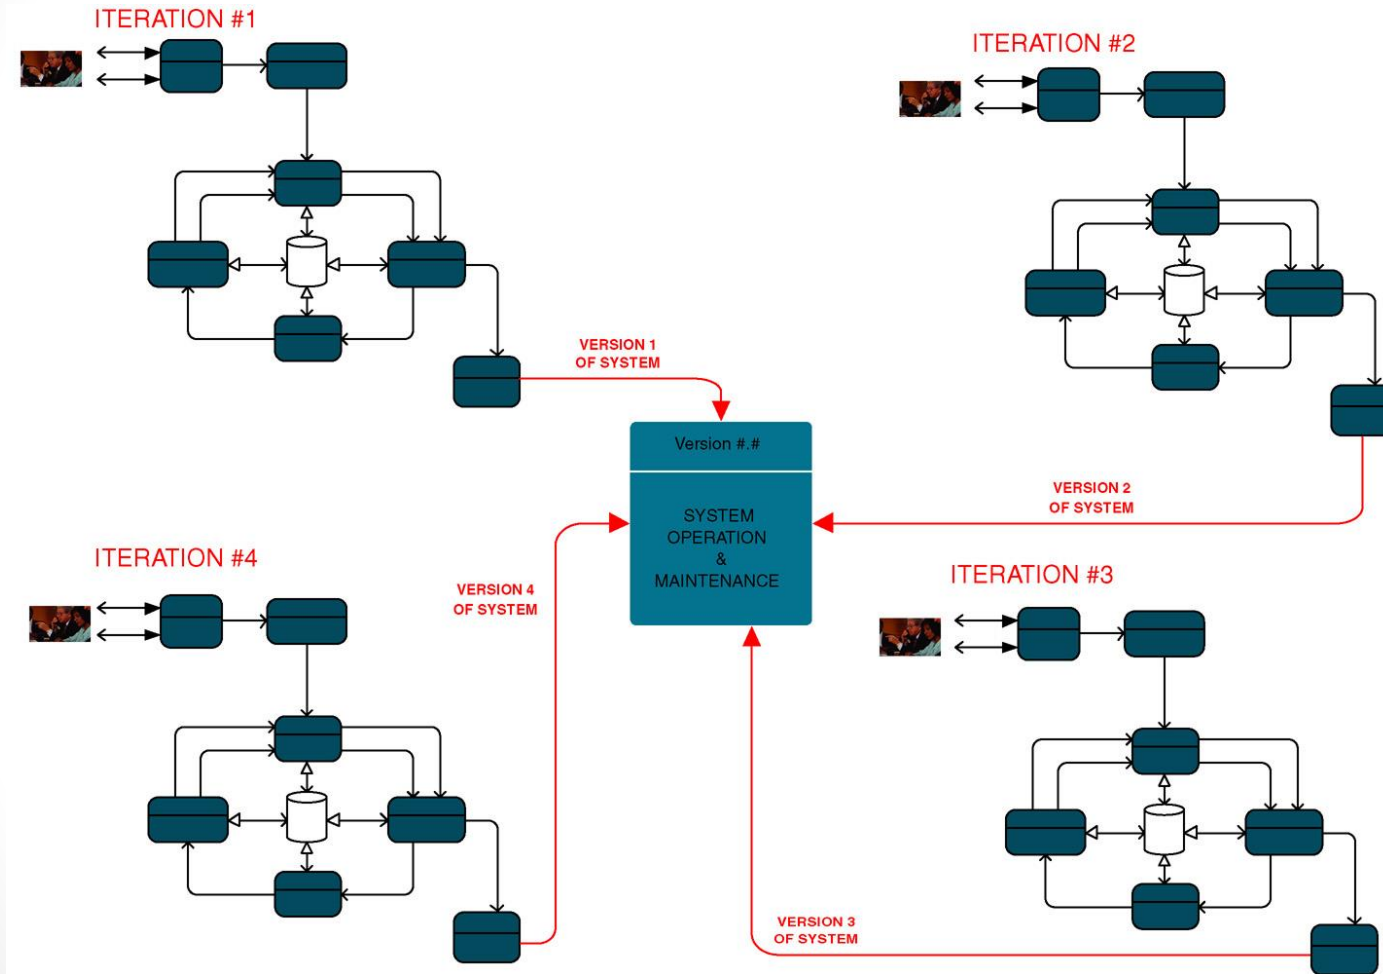 ITERATION #1
ITERATION #2
VERSION 1
OF SYSTEM
Version #.#
SYSTEM
OPERATION
&
MAINTENANCE
VERSION 2
OF SYSTEM
ITERATION #4
VERSION 4
OF SYSTEM
ITERATION #3
VERSION 3
OF SYSTEM